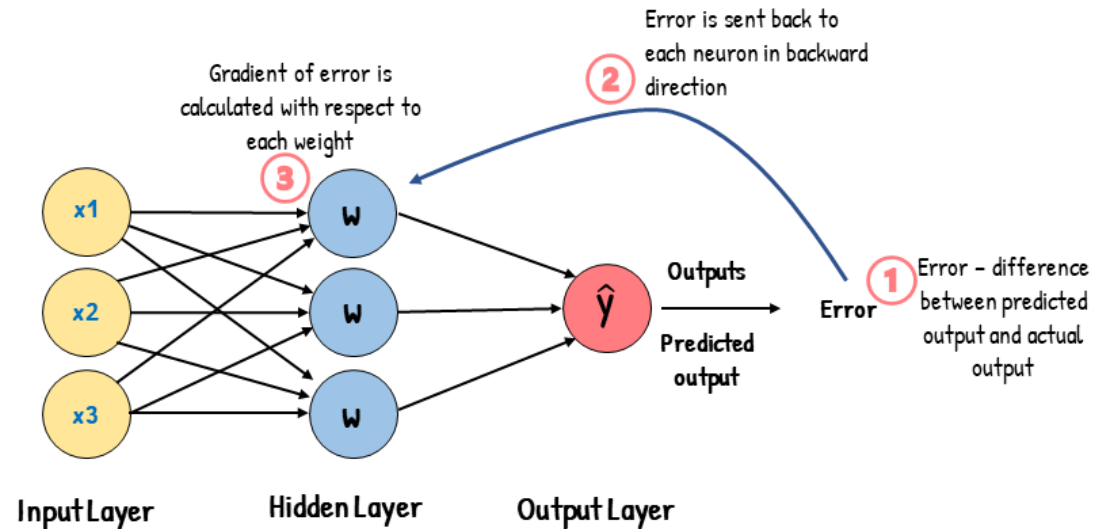 Error is sent back to
each neuron in backward
direction
2
Gradient of error is
calculated with respect to
each weight
3
x1
x2
x3
W
W
W
ŷ
Outputs
Predicted
output
Error
1
Error - difference
between predicted
output and actual
output
Input Layer
Hidden Layer
Output Layer